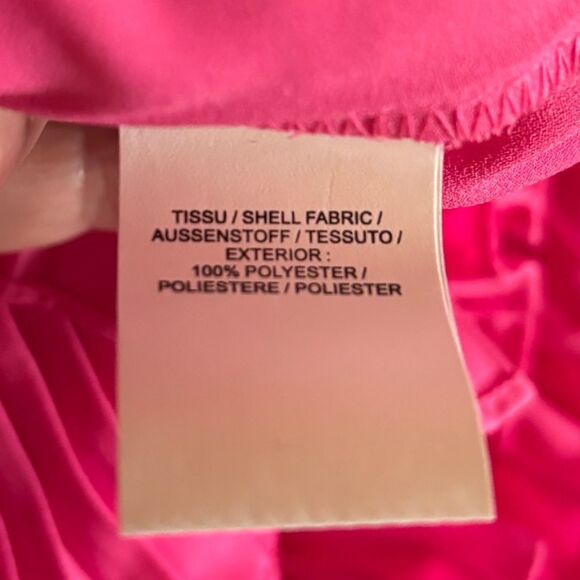 TISSU / SHELL FABRIC /
AUSSENSTOFF / TESSUTO /
EXTERIOR :
100% POLYESTER /
POLIESTERE / POLIESTER